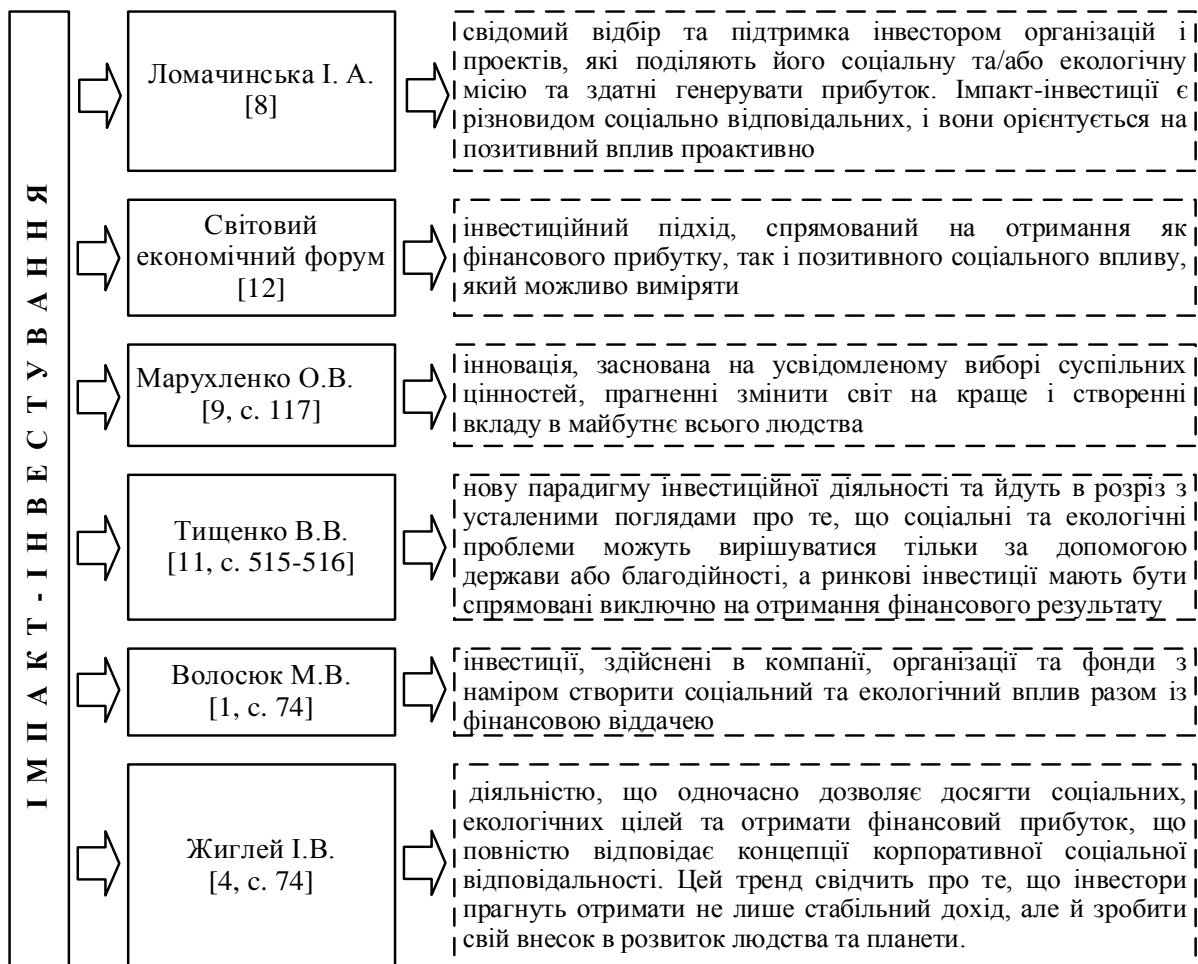 ІМПАКТ-ІНВЕСТУВАННЯ
Ломачинська І. А.
[8]
свідомий відбір та підтримка інвестором організацій і
проектів, які поділяють його соціальну та/або екологічну
місію та здатні генерувати прибуток. Імпакт-інвестиції є
різновидом соціально відповідальних, і вони орієнтується на
позитивний вплив проактивно
Світовий
економічний форум
[12]
інвестиційний підхід, спрямований на отримання як
фінансового прибутку, так і позитивного соціального впливу,
який можливо виміряти
Марухленко О.В.
[9, с. 117]
інновація, заснована на усвідомленому виборі суспільних
цінностей, прагненні змінити світ на краще і створенні
вкладу в майбутнє всього людства
Тищенко В.В.
[11, с. 515-516]
нову парадигму інвестиційної діяльності та йдуть в розріз з
усталеними поглядами про те, що соціальні та екологічні
проблеми можуть вирішуватися тільки за допомогою
держави або благодійності, а ринкові інвестиції мають бути
спрямовані виключно на отримання фінансового результату
Волосюк М.В.
[1, с. 74]
інвестиції, здійснені в компанії, організації та фонди з
наміром створити соціальний та екологічний вплив разом із
фінансовою віддачею
Жиглей І.В.
[4, с. 74]
діяльністю, що одночасно дозволяє досягти соціальних,
екологічних цілей та отримати фінансовий прибуток, що
повністю відповідає концепції корпоративної соціальної
відповідальності. Цей тренд свідчить про те, що інвестори
прагнуть отримати не лише стабільний дохід, але й зробити
свій внесок в розвиток людства та планети.